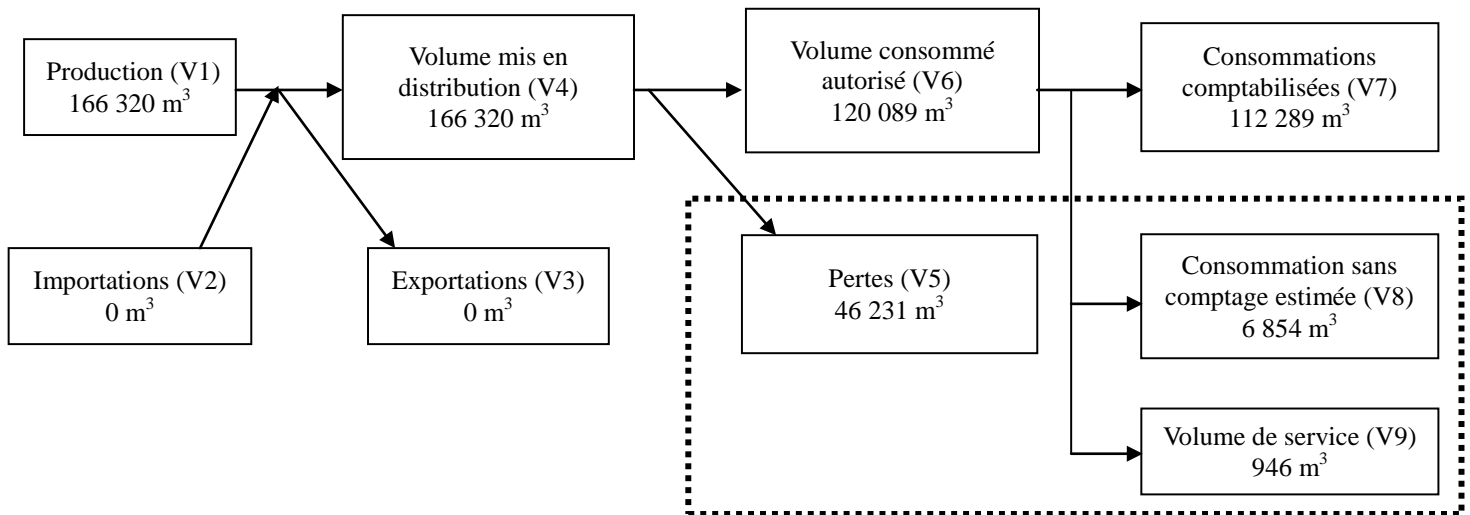 Production (V1)
166 320 m³
Volume mis en
distribution (V4)
166 320 m³
Volume consommé
autorisé (V6)
120 089 m³
Consommations
comptabilisées (V7)
112 289 m³
Importations (V2)
0 m³
Exportations (V3)
0 m³
Pertes (V5)
46 231 m³
Consommation sans
comptage estimée (V8)
6 854 m³
Volume de service (V9)
946 m³